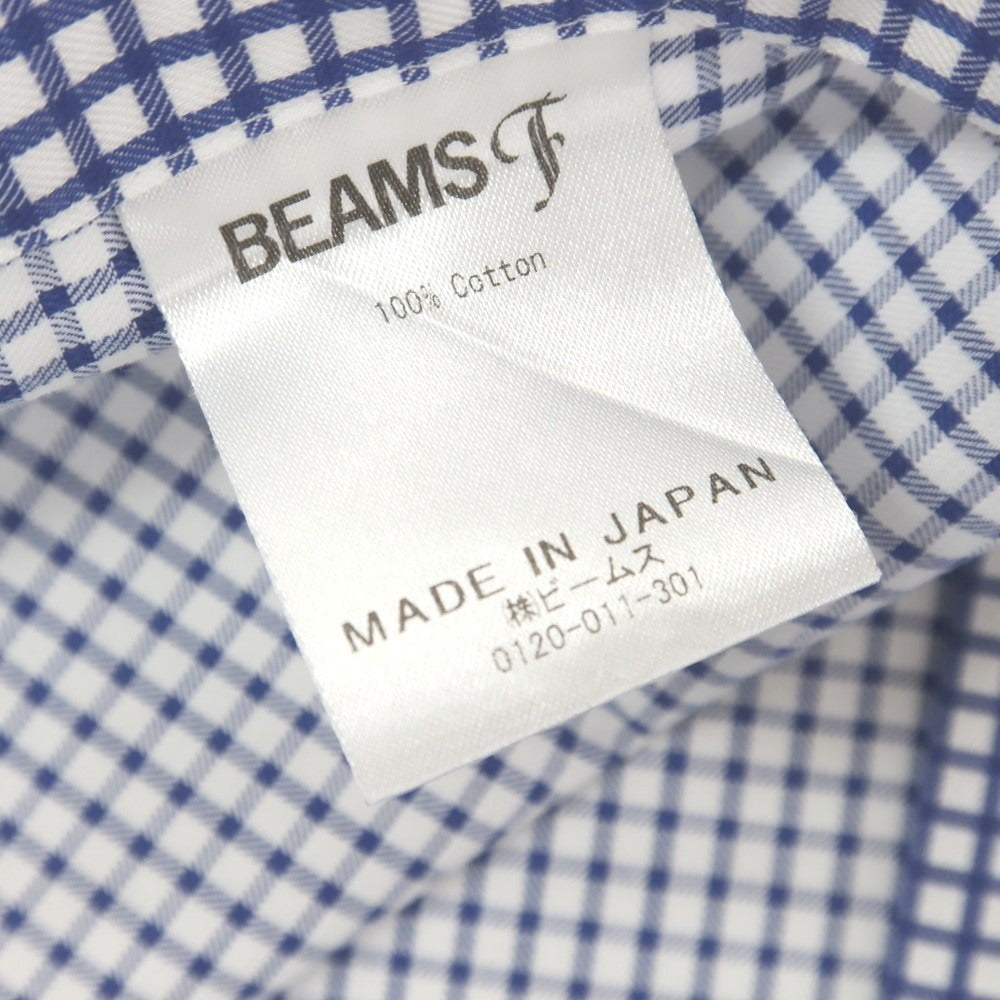 BEAMS F
100% Cotton
MADE IN JAPAN
㈱ビームス
0120-011-301